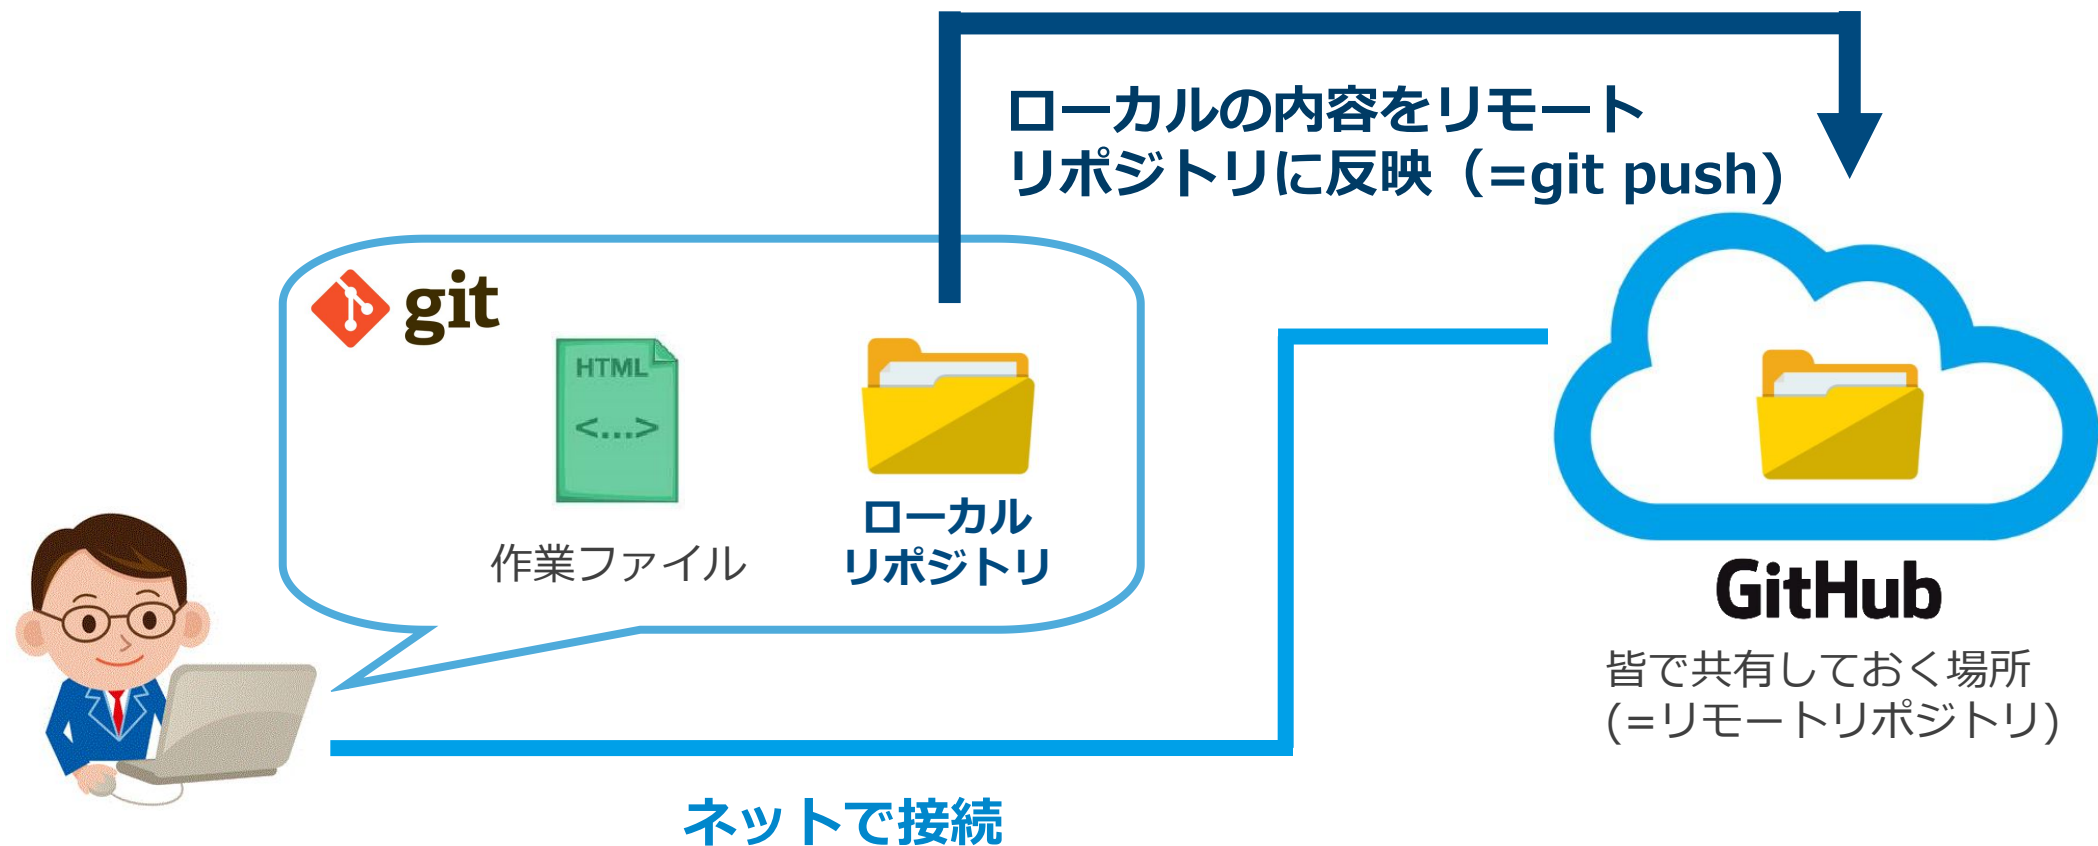 ローカルの内容をリモート
リポジトリに反映（=git push)
git
HTML
<...>
作業ファイル
ローカル
リポジトリ
GitHub
皆で共有しておく場所
(=リモートリポジトリ)
ネットで接続